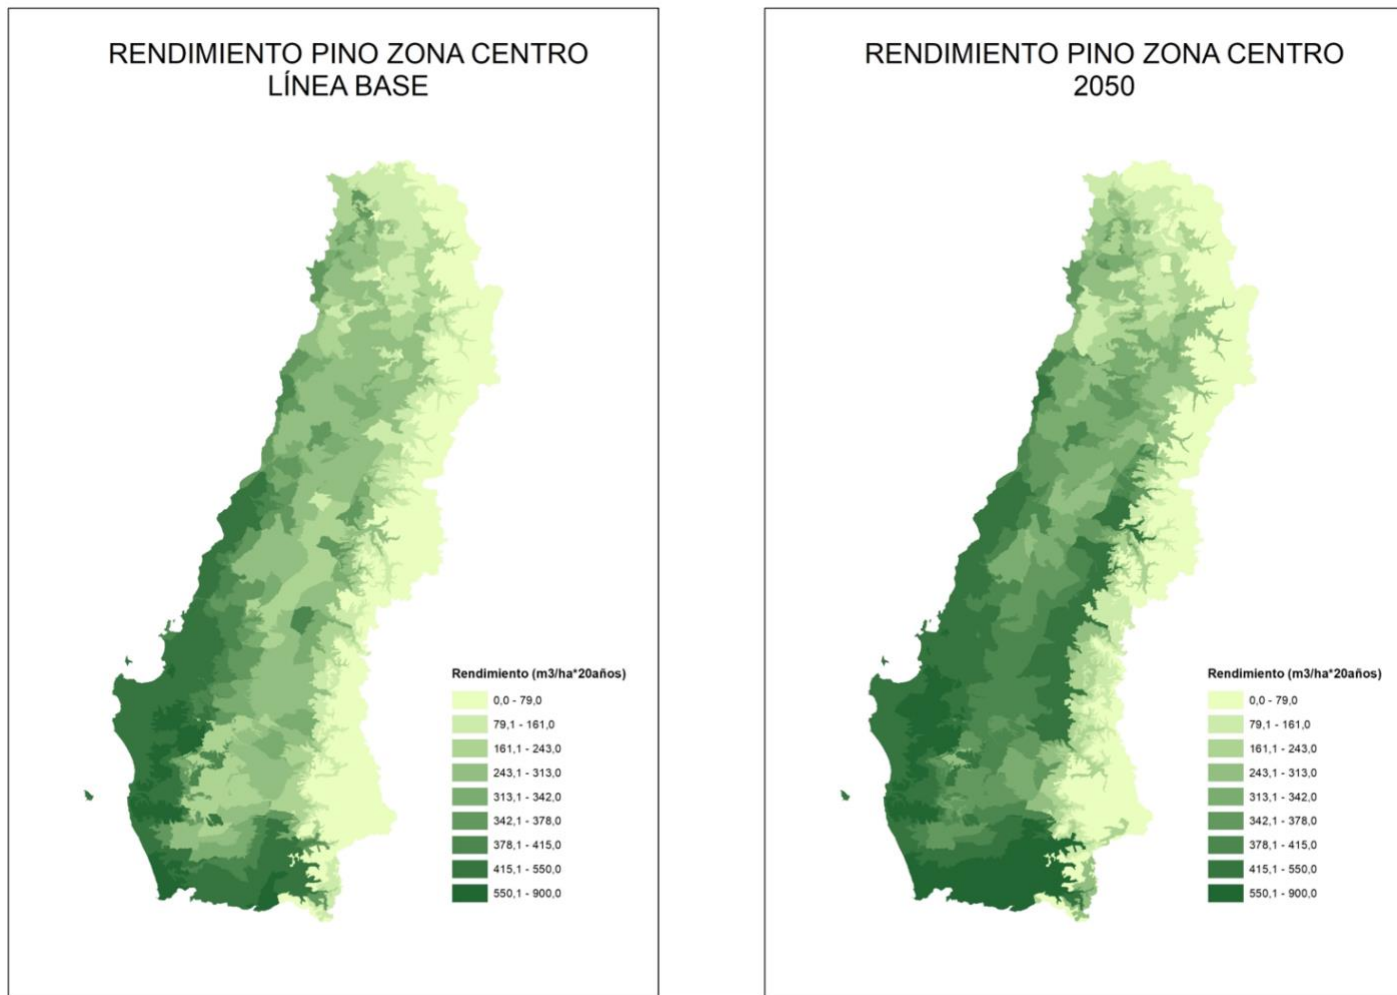 RENDIMIENTO PINO ZONA CENTRO
LÍNEA BASE
Rendimiento (m3/ha*20años)
0,0 - 79,0
79,1 - 161,0
161,1 - 243,0
243,1 - 313,0
313,1 - 342,0
342,1 - 378,0
378,1 - 415,0
415,1 - 550,0
550,1 - 900,0
RENDIMIENTO PINO ZONA CENTRO
2050
Rendimiento (m3/ha*20años)
0,0 - 79,0
79,1 - 161,0
161,1 - 243,0
243,1 - 313,0
313,1 - 342,0
342,1 - 378,0
378,1 - 415,0
415,1 - 550,0
550,1 - 900,0